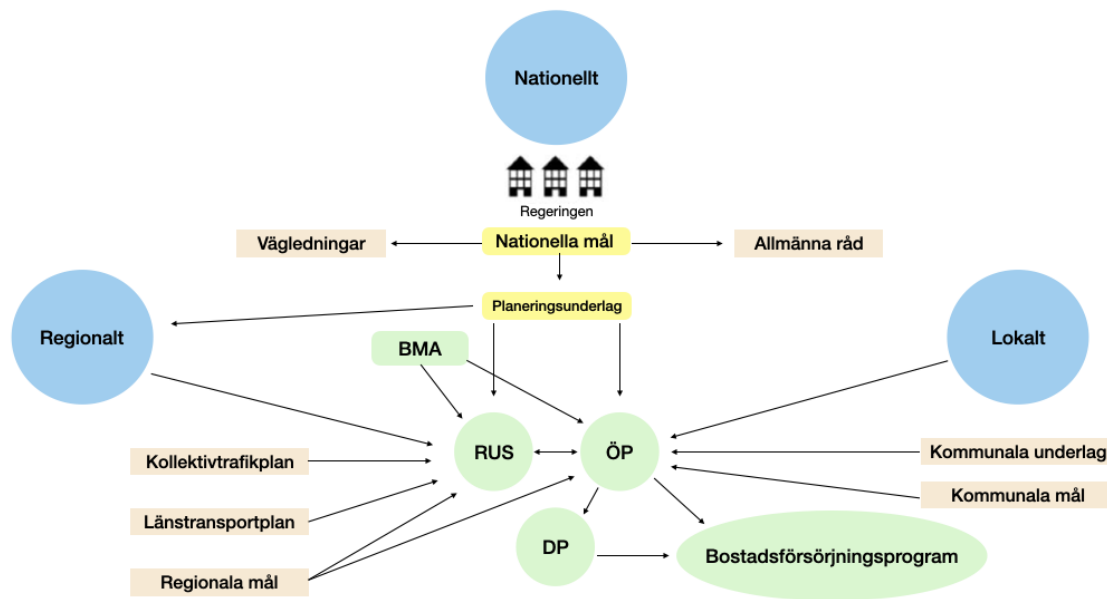 Nationellt
Regeringen
Vägledningar
Nationella mål
Allmänna råd
Planeringsunderlag
Regionalt
BMA
Lokalt
RUS
ÖP
Kollektivtrafikplan
Kommunala underlag
Länstransportplan
Kommunala mål
DP
Bostadsförsörjningsprogram
Regionala mål